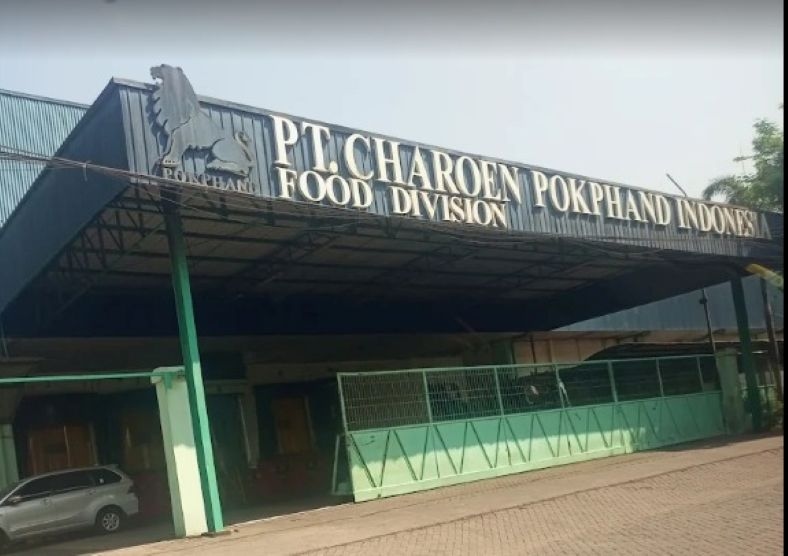 PT. CHAROEN POKPHAND INDONESIA
FOOD DIVISION
POKPHAND